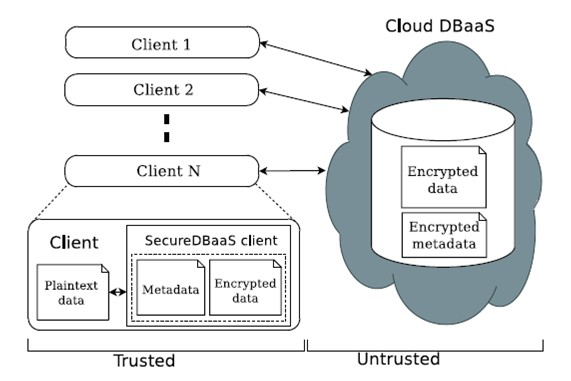 Cloud DBaaS
Client 1
Client 2
Client N
Encrypted
data
Encrypted
metadata
Client
SecureDBaaS client
Plaintext
data
Metadata
Encrypted
data
Trusted
Untrusted